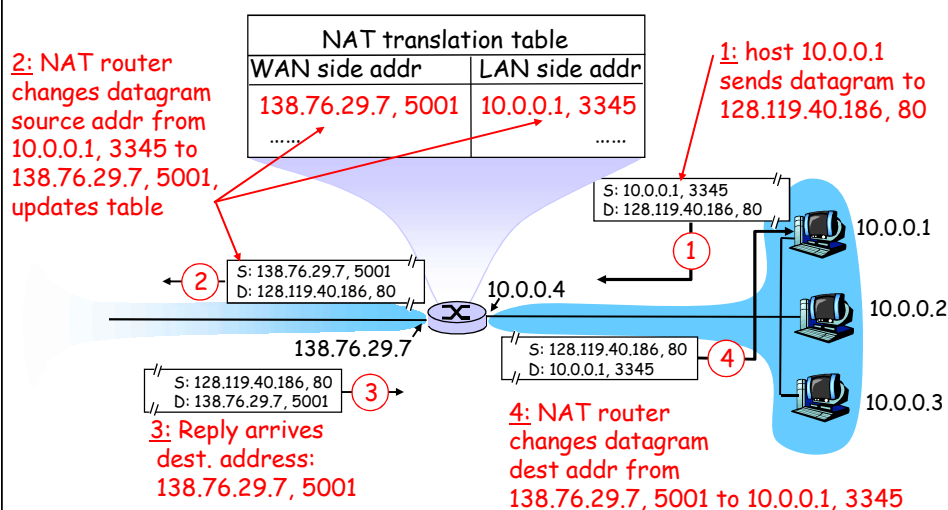 NAT translation table
WAN side addr LAN side addr
138.76.29.7, 5001 10.0.0.1, 3345
...... ......
2: NAT router
changes datagram
source addr from
10.0.0.1, 3345 to
138.76.29.7, 5001,
updates table
1: host 10.0.0.1
sends datagram to
128.119.40.186, 80
S: 10.0.0.1, 3345
D: 128.119.40.186, 80
1
10.0.0.1
2
S: 138.76.29.7, 5001
D: 128.119.40.186, 80
10.0.0.4
10.0.0.2
138.76.29.7
S: 128.119.40.186, 80
D: 10.0.0.1, 3345
4
S: 128.119.40.186, 80
D: 138.76.29.7, 5001
3
10.0.0.3
3: Reply arrives
dest. address:
138.76.29.7, 5001
4: NAT router
changes datagram
dest addr from
138.76.29.7, 5001 to 10.0.0.1, 3345